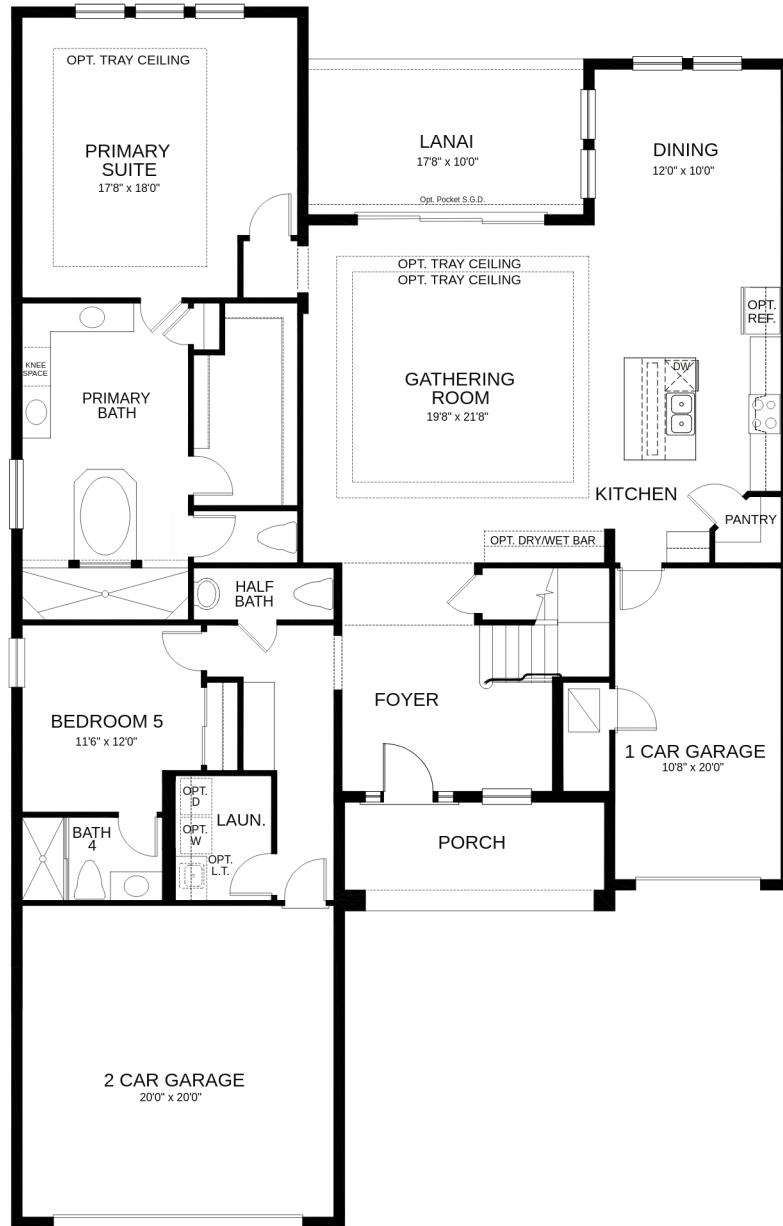 OPT. TRAY CEILING
PRIMARY
SUITE
17'8" x 18'0"
LANAI
17'8" x 10'0"
Opt. Pocket S.G.D.
DINING
12'0" x 10'0"
OPT. TRAY CEILING
OPT. TRAY CEILING
GATHERING
ROOM
19'8" x 21'8"
OPT.
REF.
DW
KITCHEN
PANTRY
OPT. DRY/WET BAR
KNEE
SPACE
PRIMARY
BATH
HALF
BATH
FOYER
BEDROOM 5
11'6" x 12'0"
1 CAR GARAGE
10'8" x 20'0"
OPT.
D
OPT.
W
LAUN.
OPT.
L.T.
BATH
4
PORCH
2 CAR GARAGE
20'0" x 20'0"